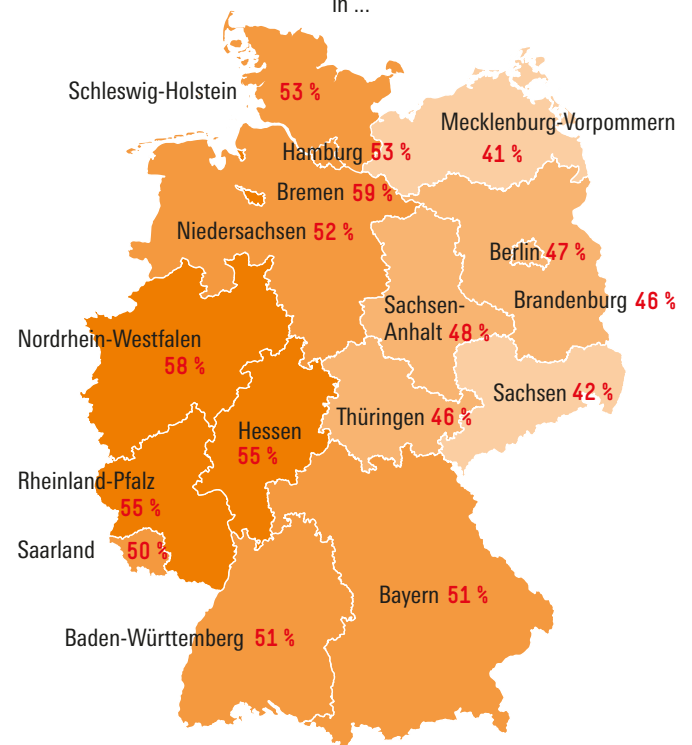 in ...
Schleswig-Holstein 53 %
Mecklenburg-Vorpommern
41 %
Hamburg 53 %
Bremen 59 %
Niedersachsen 52 %
Berlin 47 %
Brandenburg 46 %
Sachsen-
Anhalt 48 %
Nordrhein-Westfalen
58 %
Sachsen 42 %
Thüringen 46 %
Hessen
55 %
Rheinland-Pfalz
55 %
Saarland 50 %
Bayern 51 %
Baden-Württemberg 51 %